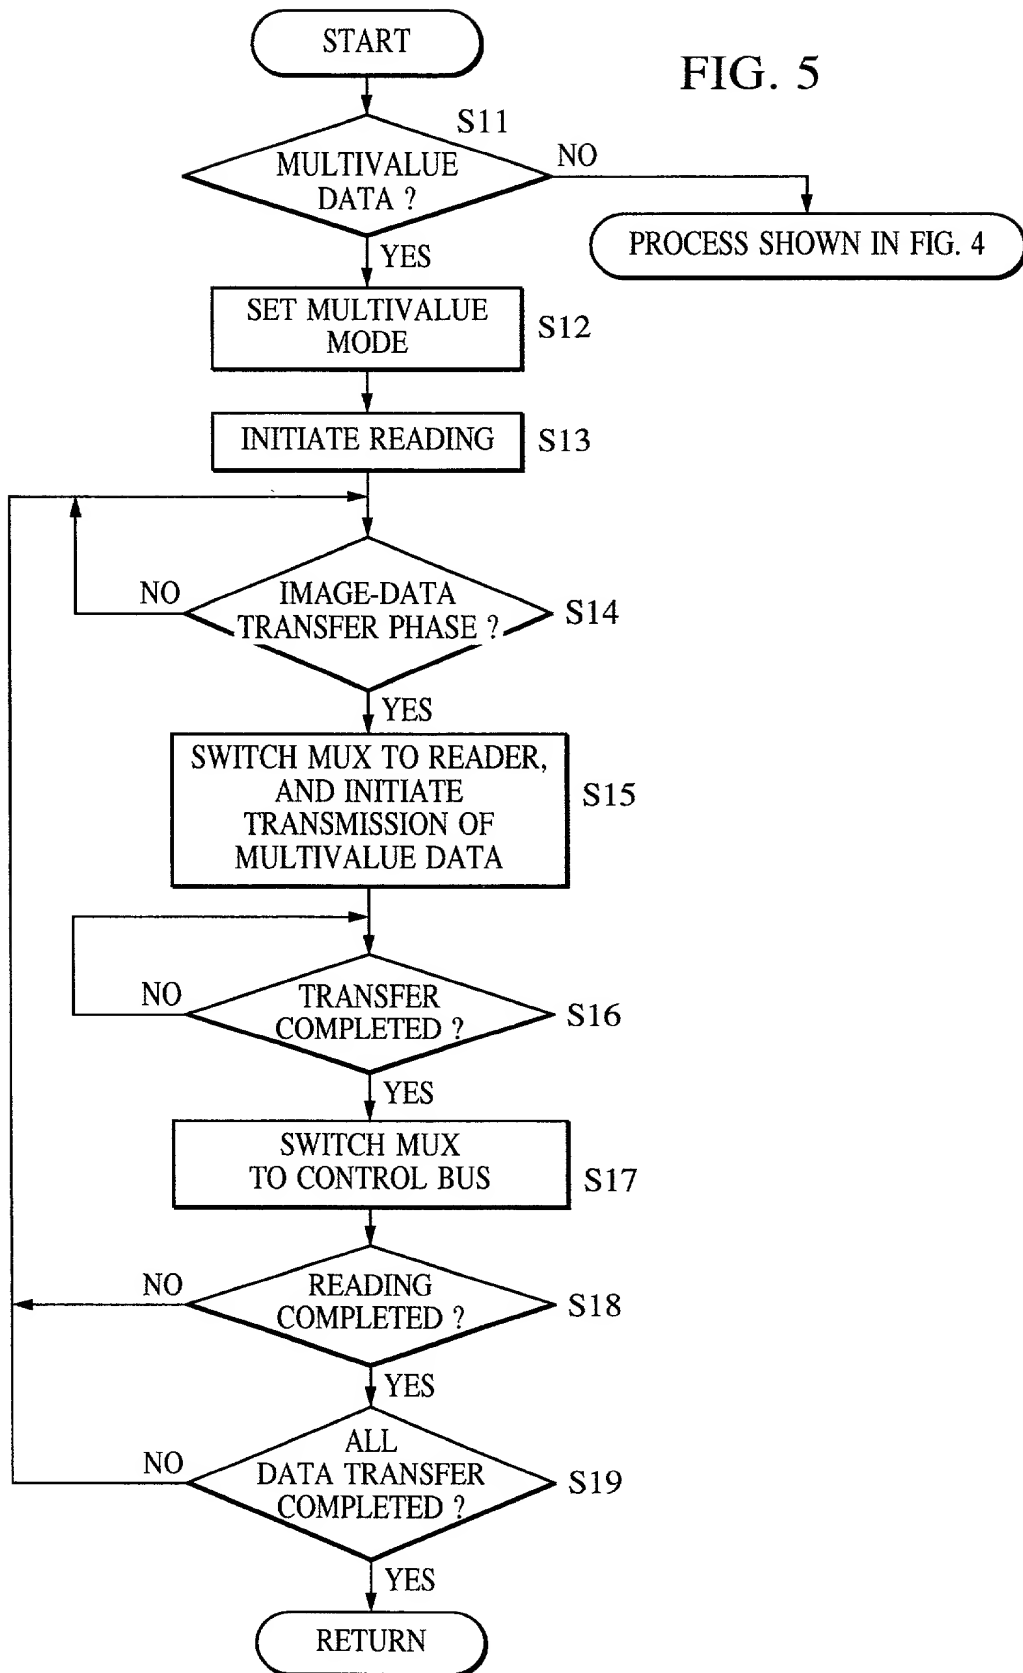 START
FIG. 5
S11
MULTIVALUE
DATA ?
NO
PROCESS SHOWN IN FIG. 4
YES
SET MULTIVALUE
MODE
S12
INITIATE READING
S13
NO
IMAGE-DATA
TRANSFER PHASE ?
S14
YES
SWITCH MUX TO READER,
AND INITIATE
TRANSMISSION OF
MULTIVALUE DATA
S15
NO
TRANSFER
COMPLETED ?
S16
YES
SWITCH MUX
TO CONTROL BUS
S17
NO
READING
COMPLETED ?
S18
YES
NO
ALL
DATA TRANSFER
COMPLETED ?
S19
YES
RETURN